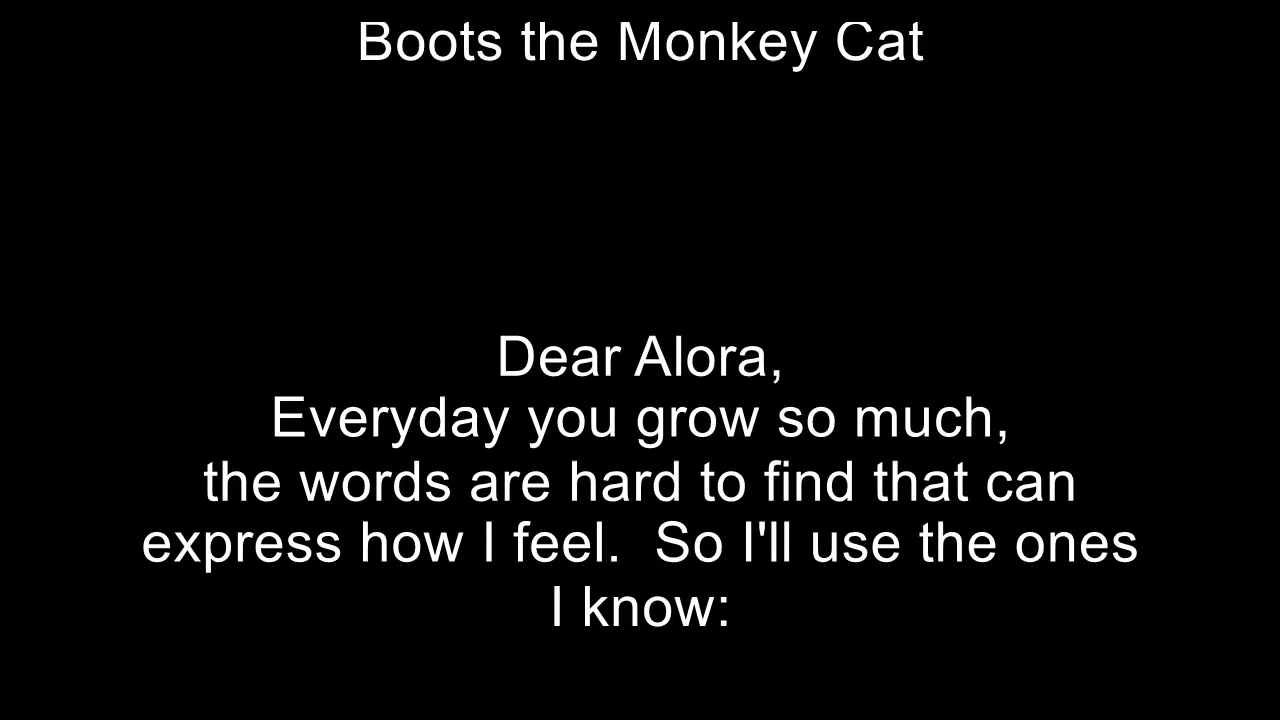 Boots the Monkey Cat
Dear Alora,
Everyday you grow so much,
the words are hard to find that can
express how I feel.  So I'll use the ones
I know: